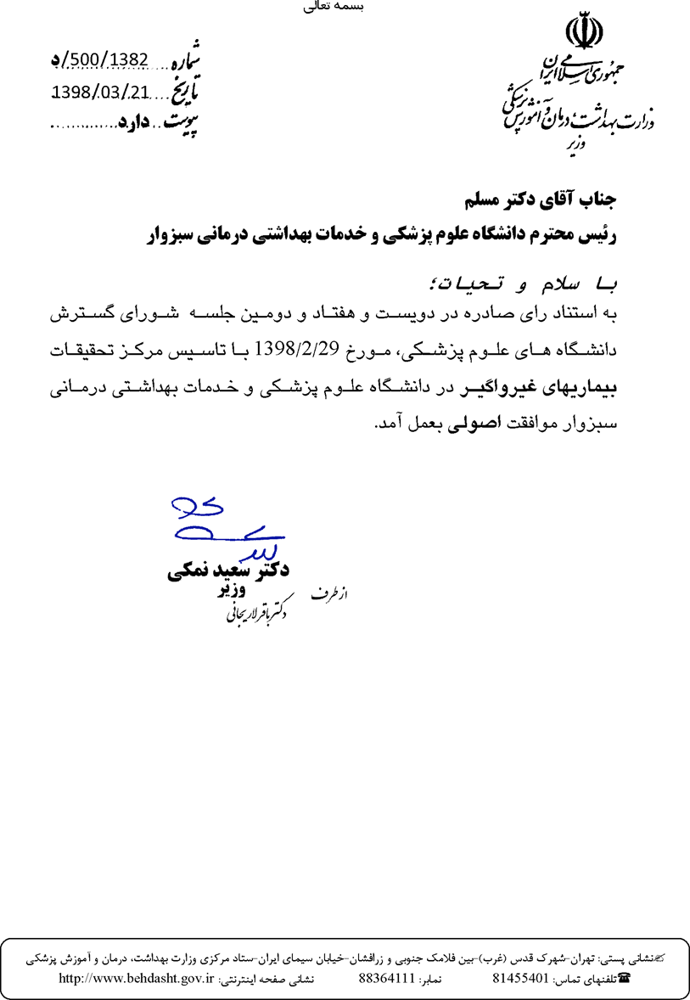 بسمه تعالی
جمهوری اسلامی ایران
وزارت بهداشت، درمان و آموزش پزشکی
وزیر
شماره .... 1382/500/د
تاریخ .... 1398/03/21
پیوست .. دارد ............
جناب آقای دکتر مسلم
رئیس محترم دانشگاه علوم پزشکی و خدمات بهداشتی درمانی سبزوار
با سلام و تحیات؛
به استناد رای صادره در دویست و هفتاد و دومین جلسه شورای گسترش
دانشگاه های علوم پزشکی، مورخ 1398/2/29 با تاسیس مرکز تحقیقات
بیماریهای غیرواگیر در دانشگاه علوم پزشکی و خدمات بهداشتی درمانی
سبزوار موافقت اصولی بعمل آمد.
دکتر سعید نمکی
وزیر
از طرف
دکتر باقر لاریجانی
نشانی پستی: تهران-شهرک قدس (غرب)-بین فلامک جنوبی و زرافشان-خیابان سیمای ایران-ستاد مرکزی وزارت بهداشت، درمان و آموزش پزشکی
تلفنهای تماس: 81455401 نمابر: 88364111 نشانی صفحه اینترنتی: http://www.behdasht.gov.ir